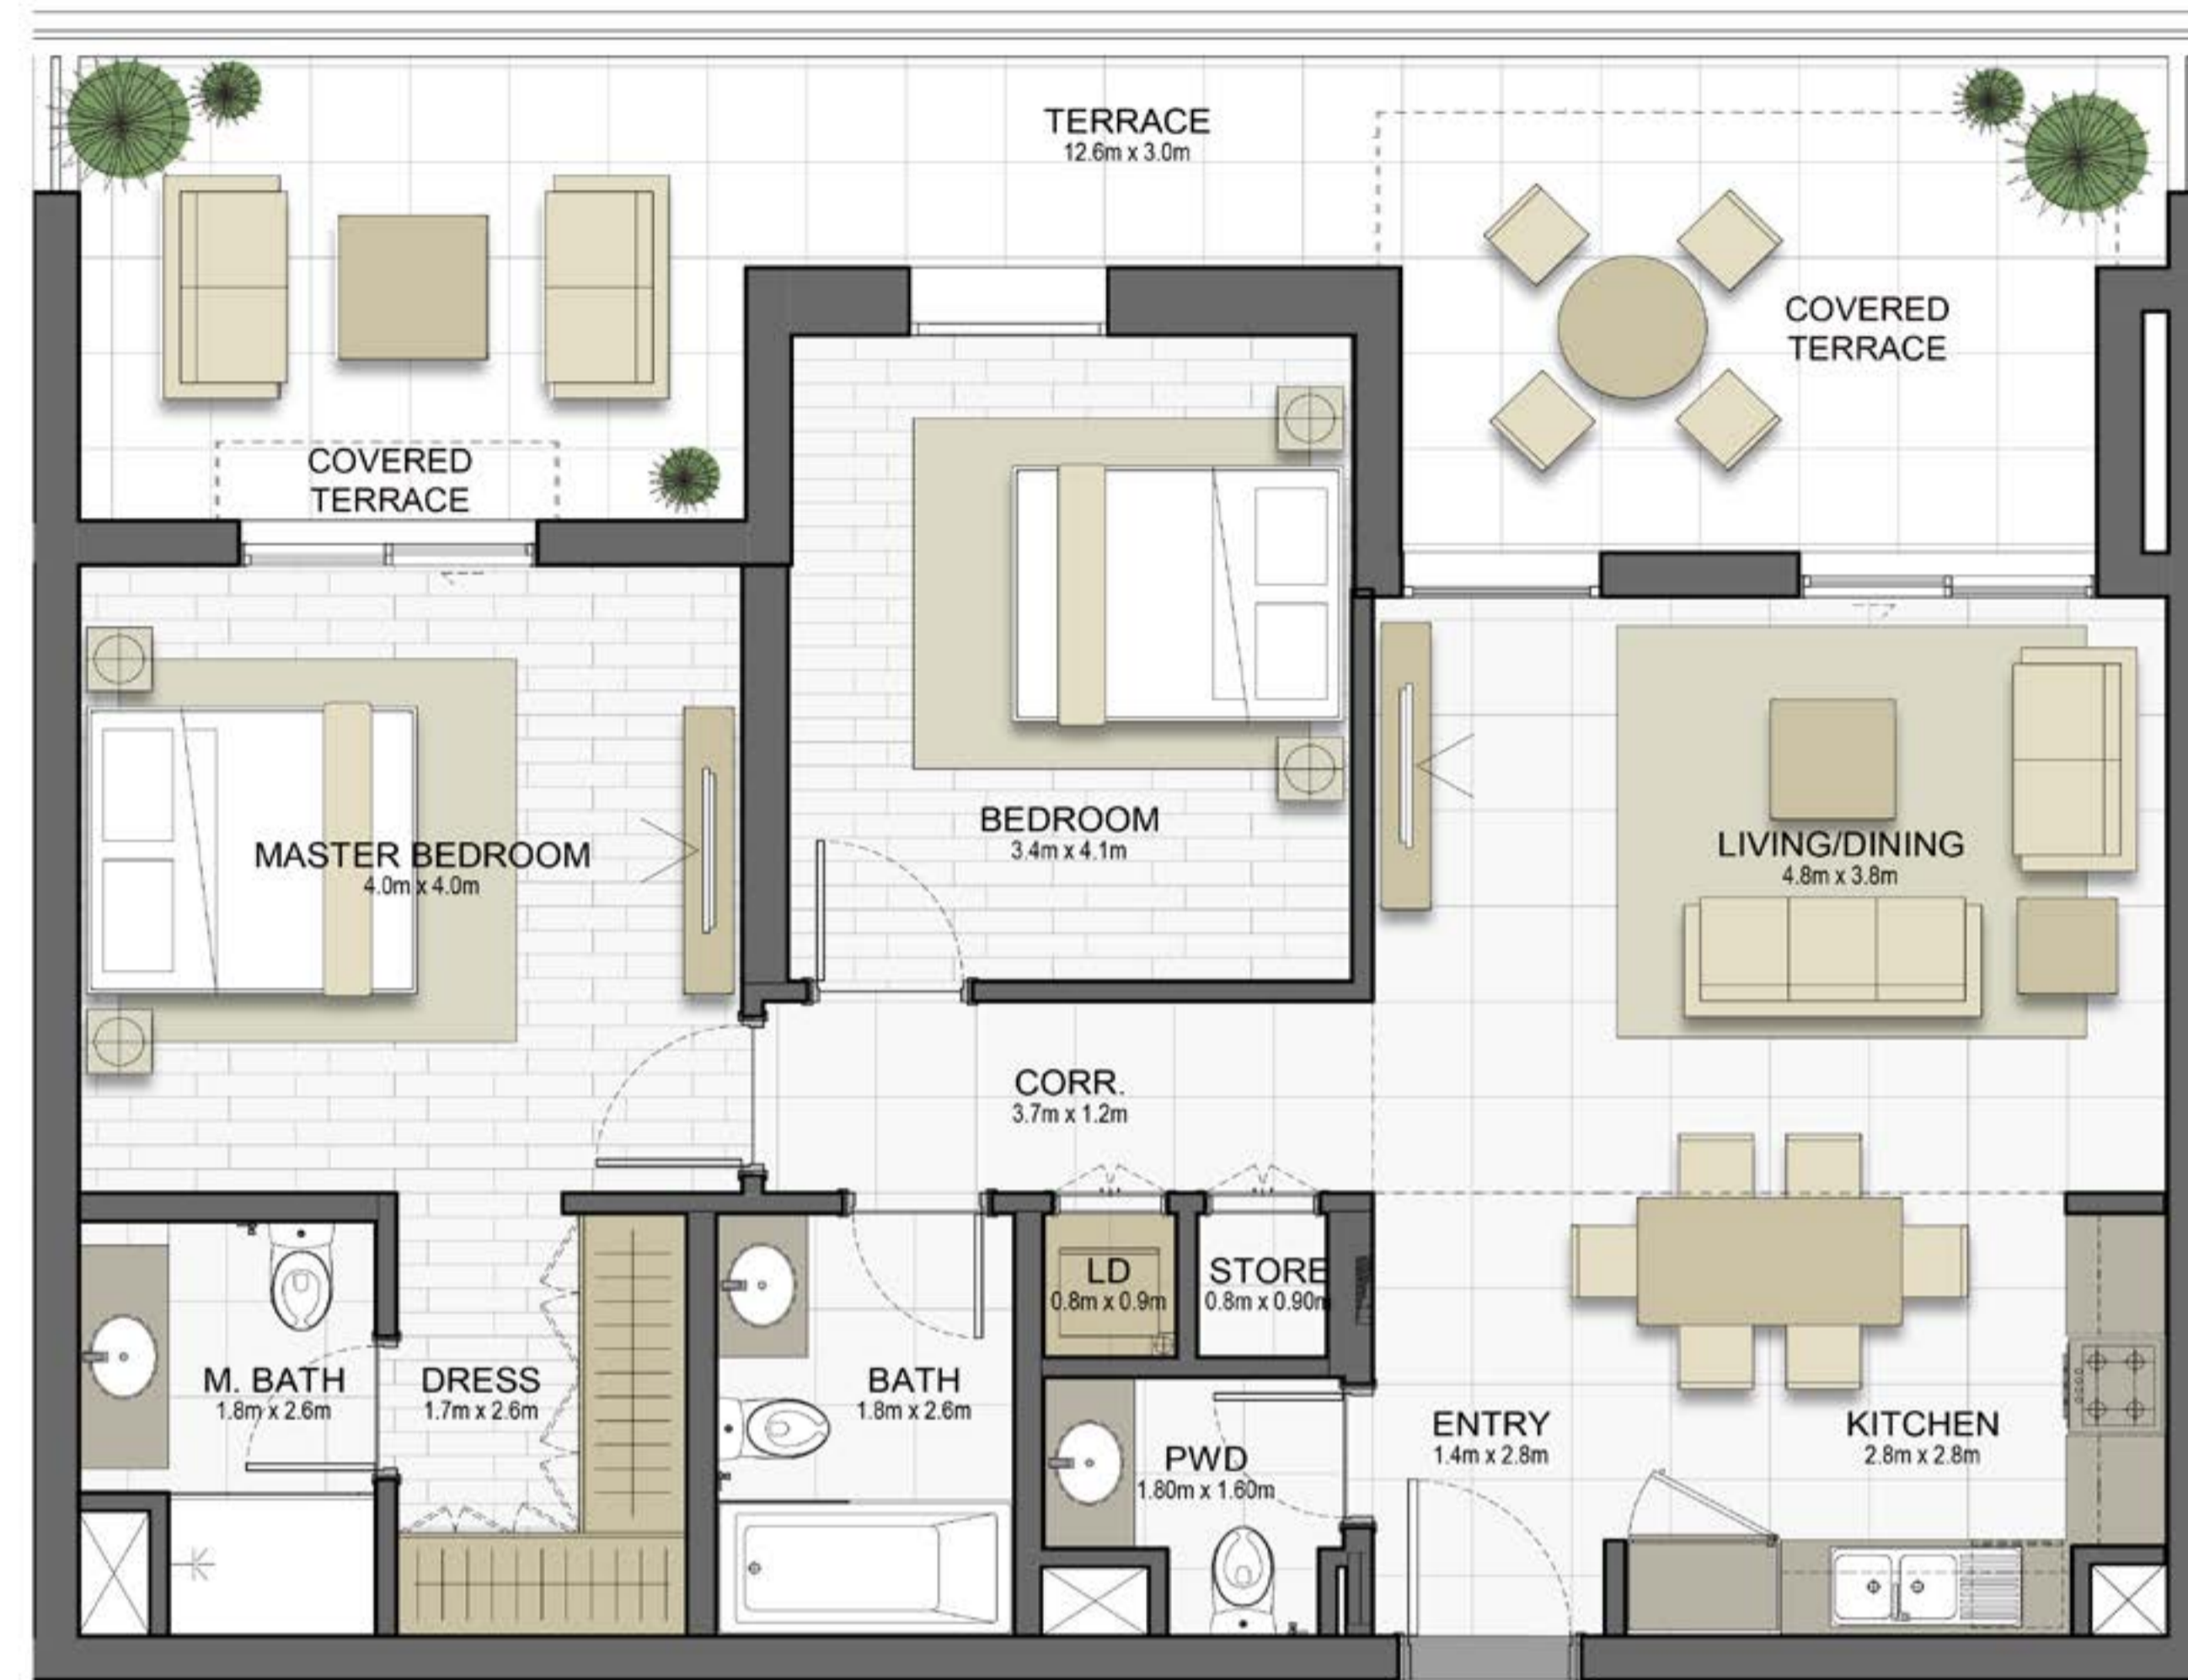 TERRACE
12.6m x 3.0m
COVERED
TERRACE
COVERED
TERRACE
BEDROOM
3.4m x 4.1m
MASTER BEDROOM
4.0m x 4.0m
LIVING/DINING
4.8m x 3.8m
CORR.
3.7m x 1.2m
LD
0.8m x 0.9m
STORE
0.8m x 0.90m
M. BATH
1.8m x 2.6m
DRESS
1.7m x 2.6m
BATH
1.8m x 2.6m
PWD
1.80m x 1.60m
ENTRY
1.4m x 2.8m
KITCHEN
2.8m x 2.8m